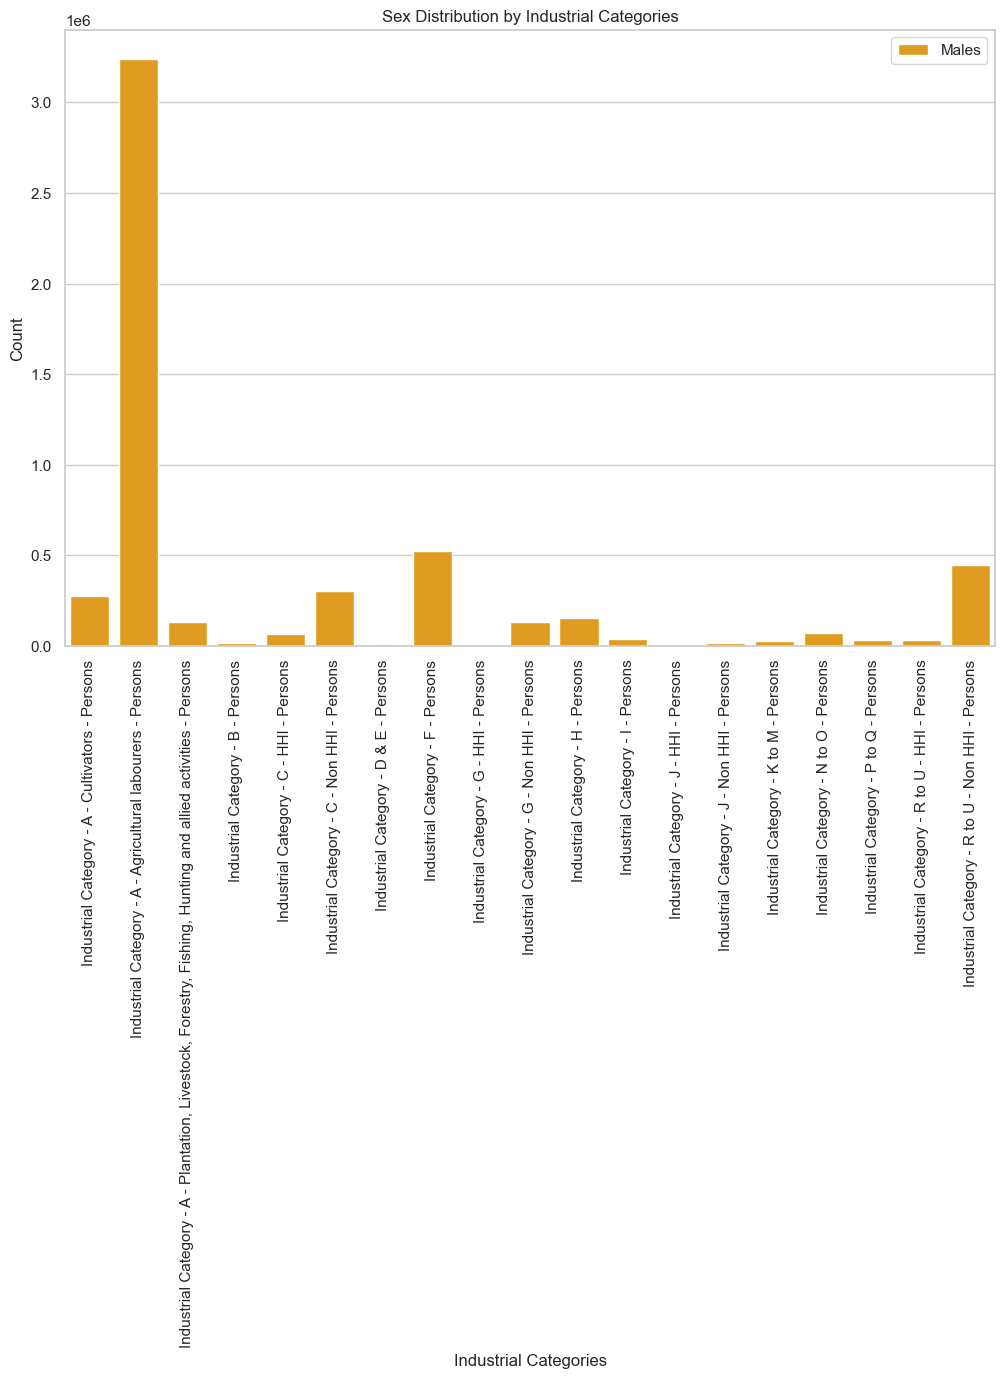 Sex Distribution by Industrial Categories
1e6
Males
3.0
2.5
2.0
1.5
1.0
0.5
0.0
Count
Industrial Category - A - Cultivators - Persons
Industrial Category - A - Agricultural labourers - Persons
Industrial Category - A - Plantation, Livestock, Forestry, Fishing, Hunting and allied activities - Persons
Industrial Category - B - Persons
Industrial Category - C - HHI - Persons
Industrial Category - C - Non HHI - Persons
Industrial Category - D & E - Persons
Industrial Category - F - Persons
Industrial Category - G - HHI - Persons
Industrial Category - G - Non HHI - Persons
Industrial Category - H - Persons
Industrial Category - I - Persons
Industrial Category - J - HHI - Persons
Industrial Category - J - Non HHI - Persons
Industrial Category - K to M - Persons
Industrial Category - N to O - Persons
Industrial Category - P to Q - Persons
Industrial Category - R to U - HHI - Persons
Industrial Category - R to U - Non HHI - Persons
Industrial Categories